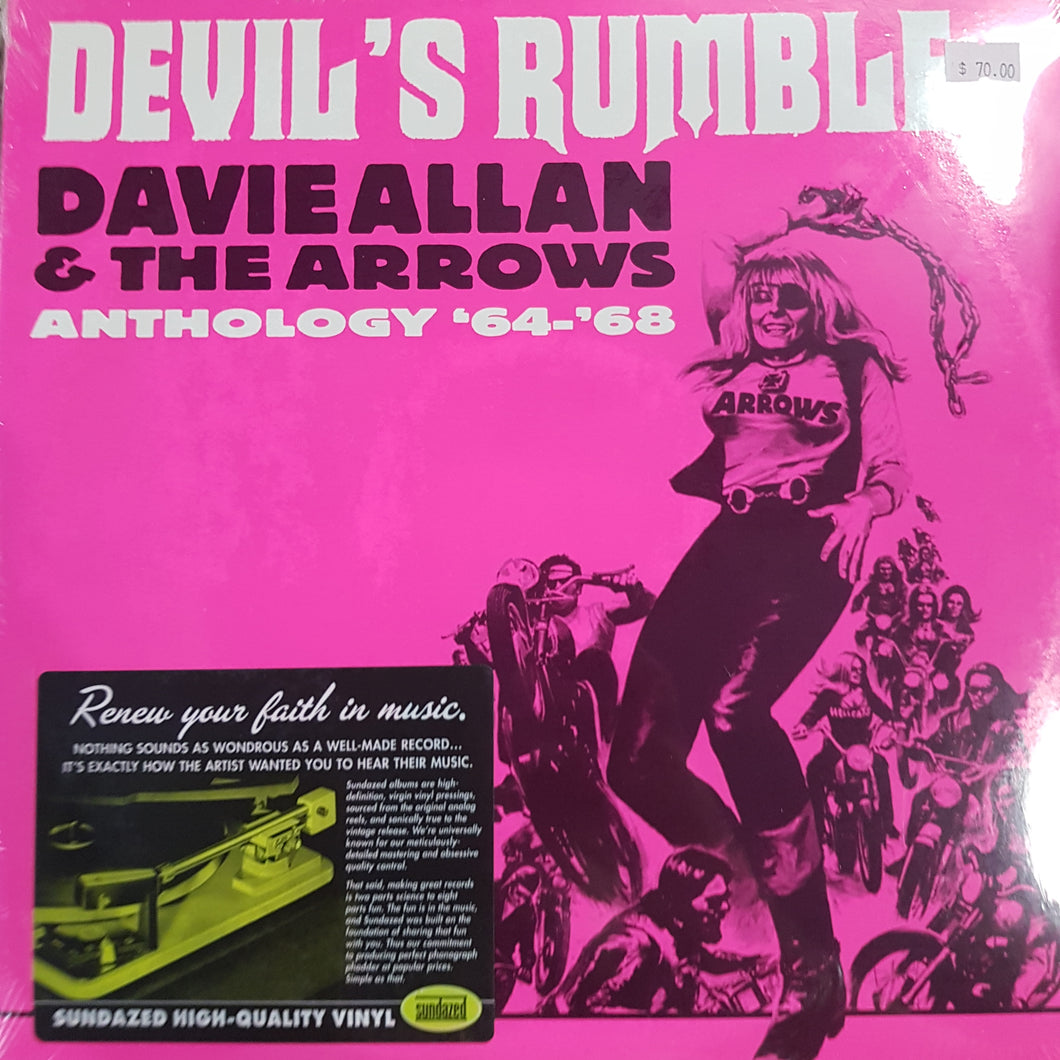 DEVIL'S RUMBLE
$ 70.00
DAVIE ALLAN
& THE ARROWS
ANTHOLOGY '64-'68
ARROWS
HELLCATS
Renew your faith in music.
NOTHING SOUNDS AS WONDROUS AS A WELL-MADE RECORD...
IT'S EXACTLY HOW THE ARTIST WANTED YOU TO HEAR THEIR MUSIC.
Sundazed albums are high-
definition, virgin vinyl pressings,
sourced from the original analog
reels, and sonically true to the
vintage release. We're universally
known for our meticulously-
detailed mastering and obsessive
quality control.
That said, making great records
is two parts science to eight
parts fun. The fun is in the music,
and Sundazed was built on the
foundation of sharing that fun
with you. Thus our commitment
to producing perfect phonograph
phodder at popular prices.
Simple as that.
SUNDAZED HIGH-QUALITY VINYL
sundazed